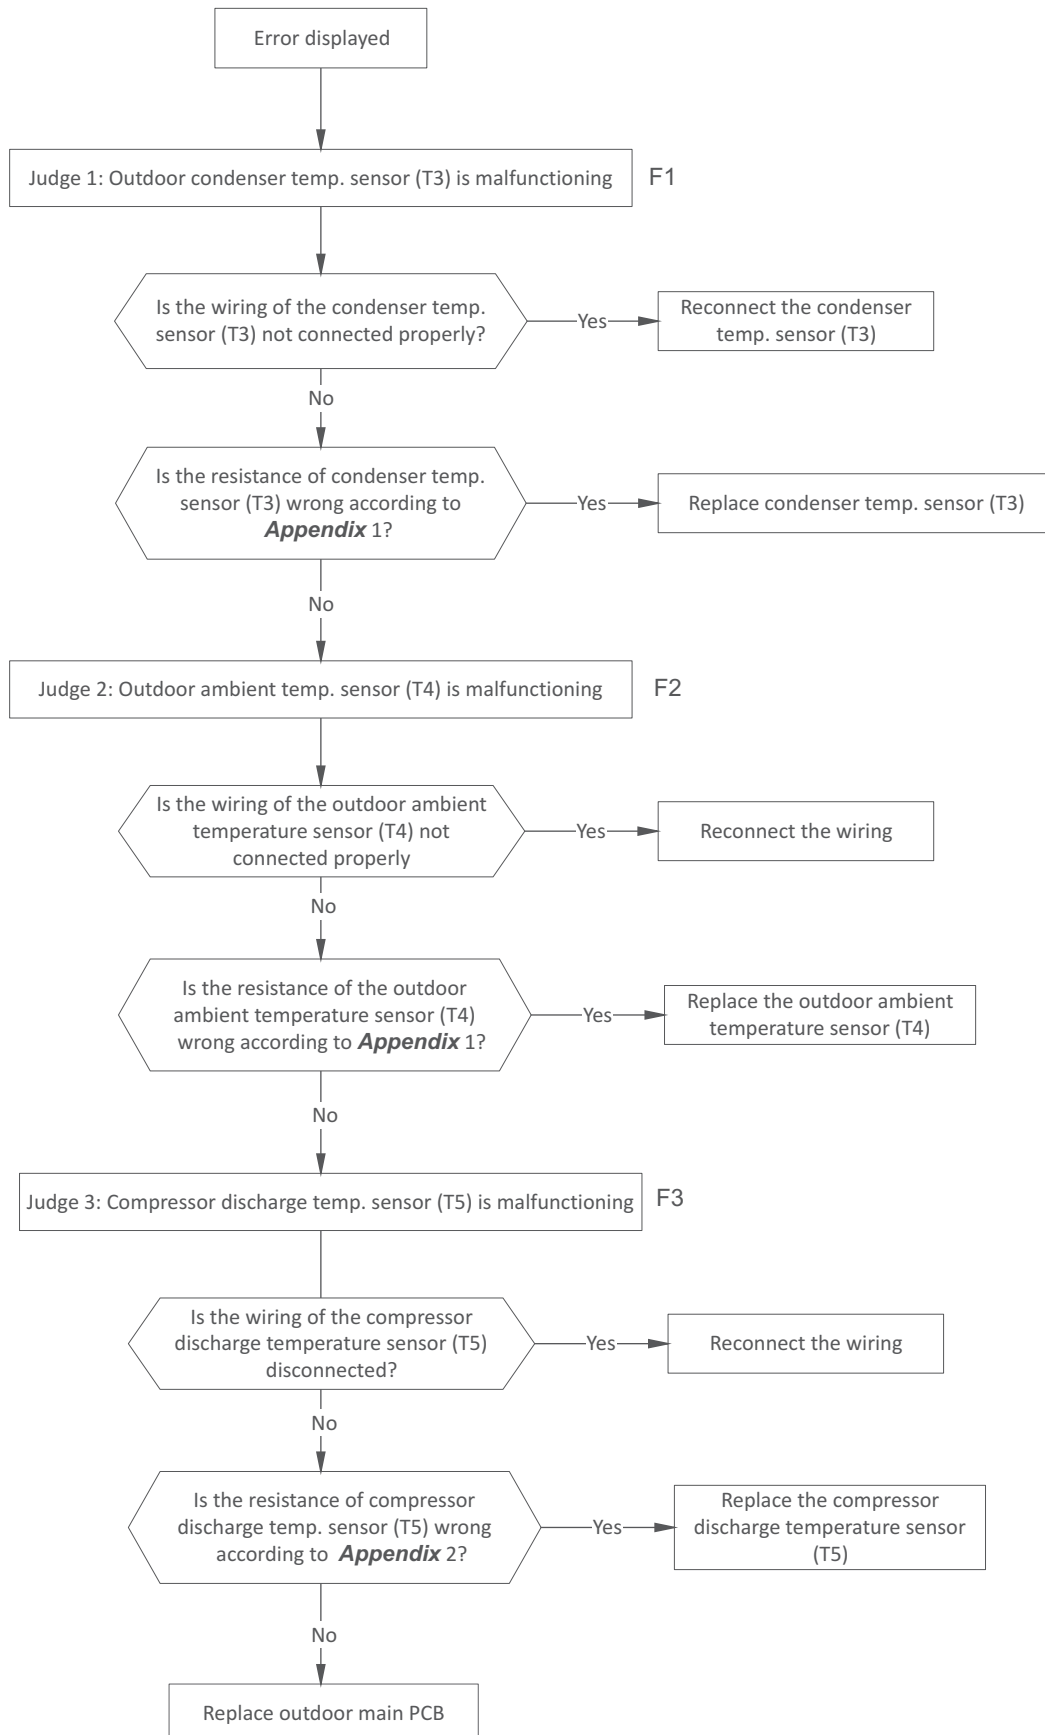 Error displayed
Judge 1: Outdoor condenser temp. sensor (T3) is malfunctioning
F1
Is the wiring of the condenser temp.
sensor (T3) not connected properly?
Yes
Reconnect the condenser
temp. sensor (T3)
No
Is the resistance of condenser temp.
sensor (T3) wrong according to
Appendix 1?
Yes
Replace condenser temp. sensor (T3)
No
Judge 2: Outdoor ambient temp. sensor (T4) is malfunctioning
F2
Is the wiring of the outdoor ambient
temperature sensor (T4) not
connected properly
Yes
Reconnect the wiring
No
Is the resistance of the outdoor
ambient temperature sensor (T4)
wrong according to Appendix 1?
Yes
Replace the outdoor ambient
temperature sensor (T4)
No
Judge 3: Compressor discharge temp. sensor (T5) is malfunctioning
F3
Is the wiring of the compressor
discharge temperature sensor (T5)
disconnected?
Yes
Reconnect the wiring
No
Is the resistance of compressor
discharge temp. sensor (T5) wrong
according to Appendix 2?
Yes
Replace the compressor
discharge temperature sensor
(T5)
No
Replace outdoor main PCB